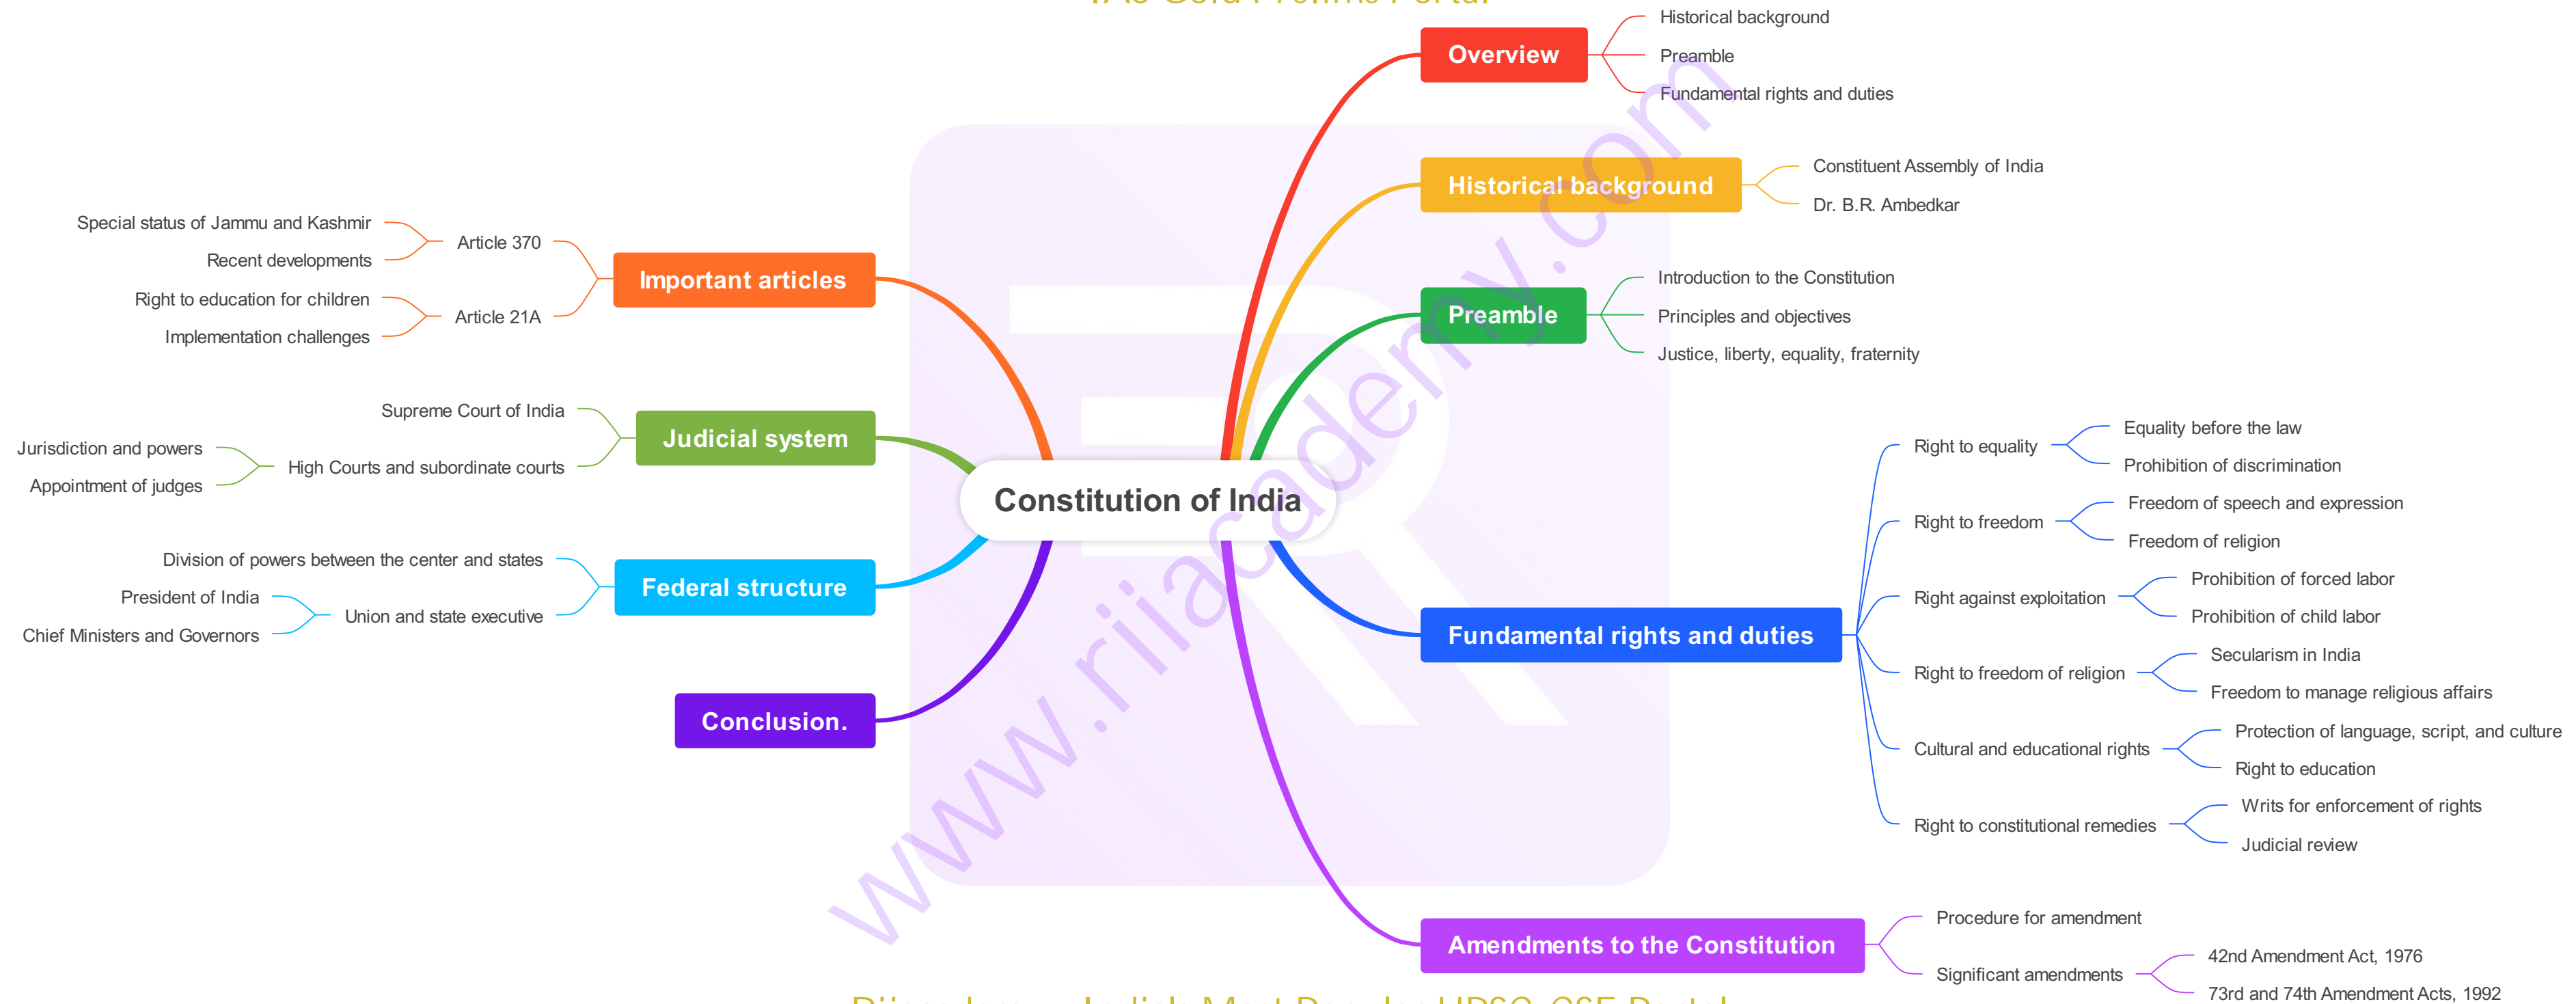 Constitution of India
Overview
Historical background
Preamble
Fundamental rights and duties
Historical background
Constituent Assembly of India
Dr. B.R. Ambedkar
Preamble
Introduction to the Constitution
Principles and objectives
Justice, liberty, equality, fraternity
Fundamental rights and duties
Right to equality
Equality before the law
Prohibition of discrimination
Right to freedom
Freedom of speech and expression
Freedom of religion
Right against exploitation
Prohibition of forced labor
Prohibition of child labor
Right to freedom of religion
Secularism in India
Freedom to manage religious affairs
Cultural and educational rights
Protection of language, script, and culture
Right to education
Right to constitutional remedies
Writs for enforcement of rights
Judicial review
Amendments to the Constitution
Procedure for amendment
Significant amendments
42nd Amendment Act, 1976
73rd and 74th Amendment Acts, 1992
Important articles
Article 370
Special status of Jammu and Kashmir
Recent developments
Article 21A
Right to education for children
Implementation challenges
Judicial system
Supreme Court of India
High Courts and subordinate courts
Jurisdiction and powers
Appointment of judges
Federal structure
Division of powers between the center and states
Union and state executive
President of India
Chief Ministers and Governors
Conclusion.
www.rijiacademy.com